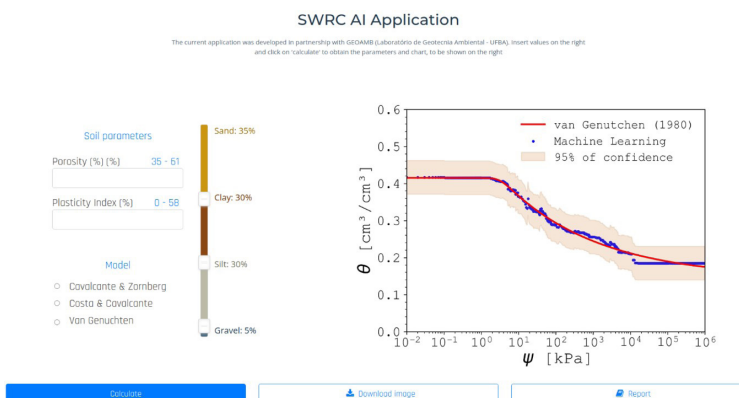 SWRC AI Application
The current application was developed in partnership with GEOAMB (Laboratório de Geotecnia Ambiental - UFBA). Insert values on the right
and click on 'calculate' to obtain the parameters and chart, to be shown on the right
Soil parameters
Porosity (%) (%) 35 - 61
Plasticity Index (%) 0 - 58
Model
Cavalcante & Zornberg
Costa & Cavalcante
Van Genuchten
Sand: 35%
Clay: 30%
Silt: 30%
Gravel: 5%
van Genutchen (1980)
Machine Learning
95% of confidence
0.6
0.5
0.4
0.3
0.2
0.1
0.0
θ [cm³/cm³]
10⁻² 10⁻¹ 10⁰ 10¹ 10² 10³ 10⁴ 10⁵ 10⁶
ψ [kPa]
Calculate
Download image
Report